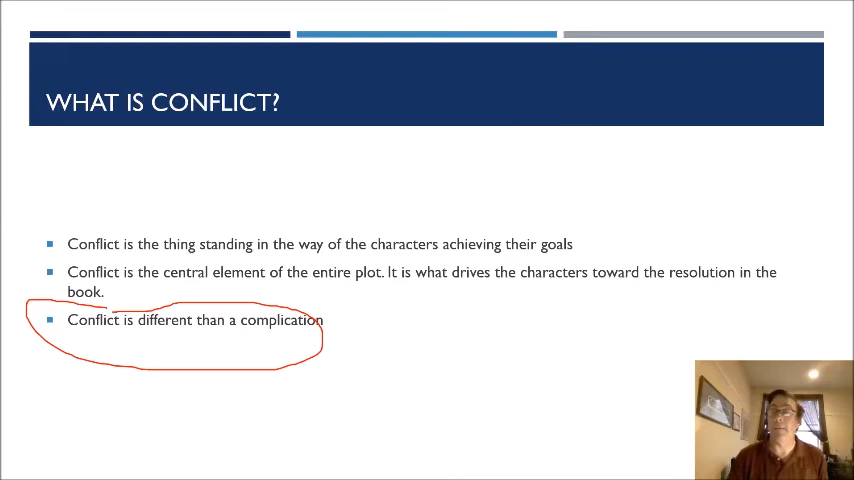 WHAT IS CONFLICT?
Conflict is the thing standing in the way of the characters achieving their goals
Conflict is the central element of the entire plot. It is what drives the characters toward the resolution in the
book.
Conflict is different than a complication